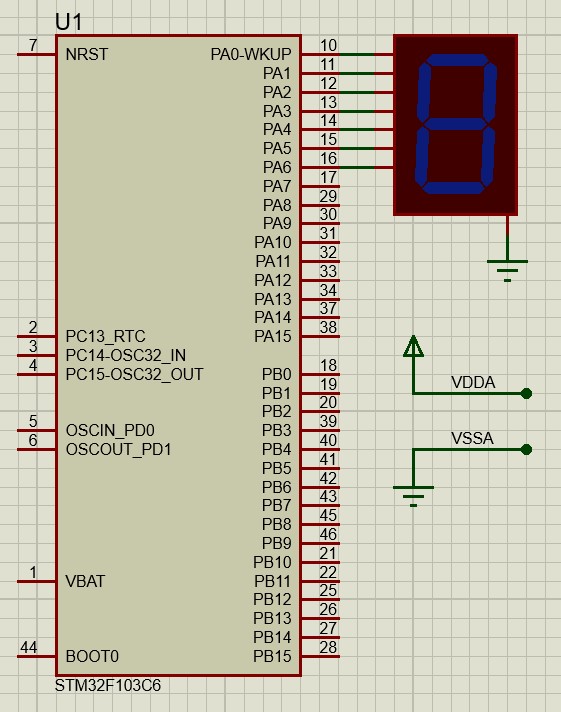 U1
7 NRST PA0-WKUP 10
PA1 11
PA2 12
PA3 13
PA4 14
PA5 15
PA6 16
PA7 17
PA8 29
PA9 30
PA10 31
PA11 32
PA12 33
PA13 34
PA14 37
2 PC13_RTC PA15 38
3 PC14-OSC32_IN
4 PC15-OSC32_OUT PB0 18
PB1 19 VDDA
PB2 20
5 OSCIN_PD0 PB3 39
6 OSCOUT_PD1 PB4 40 VSSA
PB5 41
PB6 42
PB7 43
PB8 45
PB9 46
PB10 21
1 VBAT PB11 22
PB12 25
PB13 26
PB14 27
44 BOOT0 PB15 28
STM32F103C6